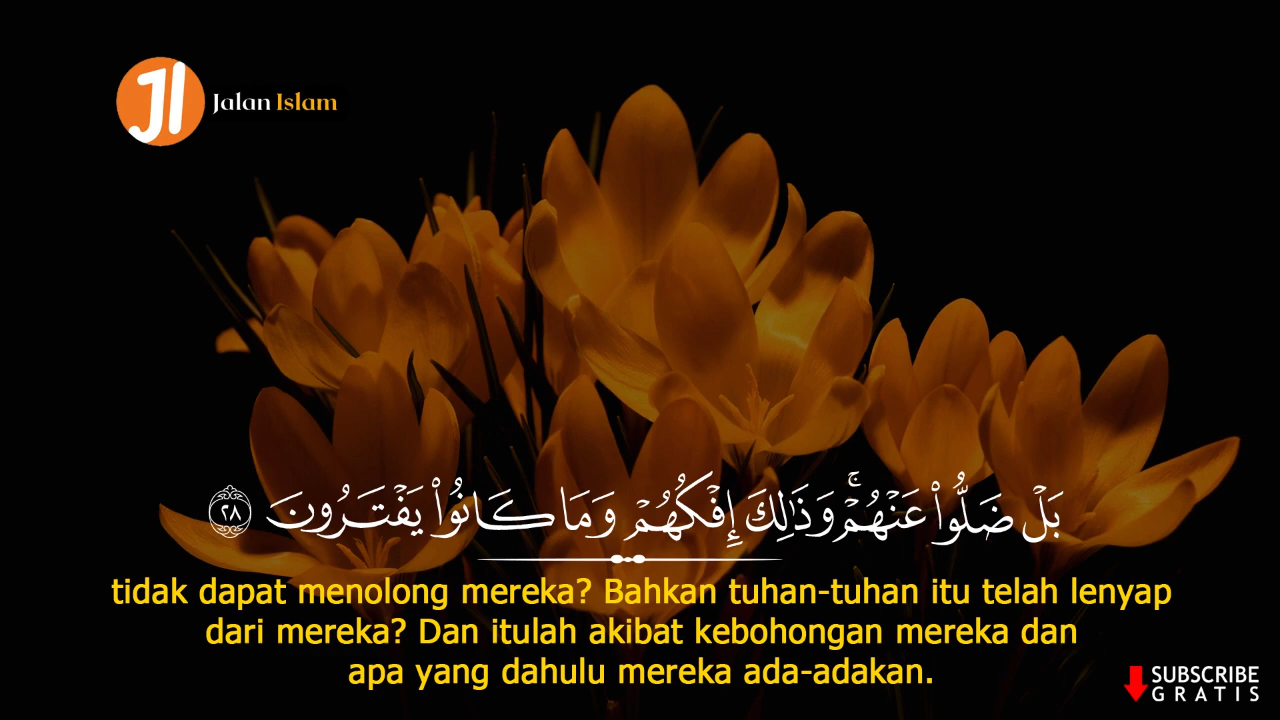 JI Jalan Islam
بَلْ ضَلُّوا۟ عَنْهُمْ ۚ وَذَٰلِكَ إِفْكُهُمْ وَمَا كَانُوا۟ يَفْتَرُونَ ٢٨
tidak dapat menolong mereka? Bahkan tuhan-tuhan itu telah lenyap
dari mereka? Dan itulah akibat kebohongan mereka dan
apa yang dahulu mereka ada-adakan.
SUBSCRIBE
GRATIS